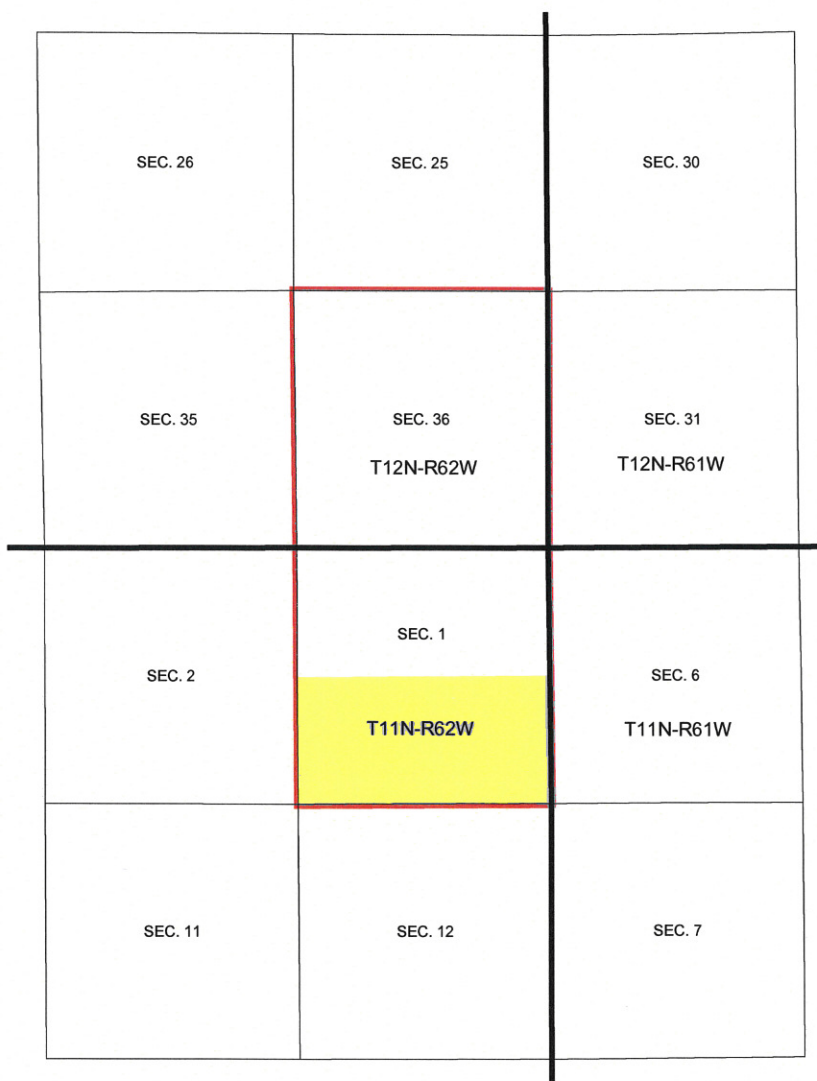 SEC. 26
SEC. 25
SEC. 30
SEC. 35
SEC. 36
SEC. 31
T12N-R62W
T12N-R61W
SEC. 1
SEC. 2
SEC. 6
T11N-R62W
T11N-R61W
SEC. 11
SEC. 12
SEC. 7